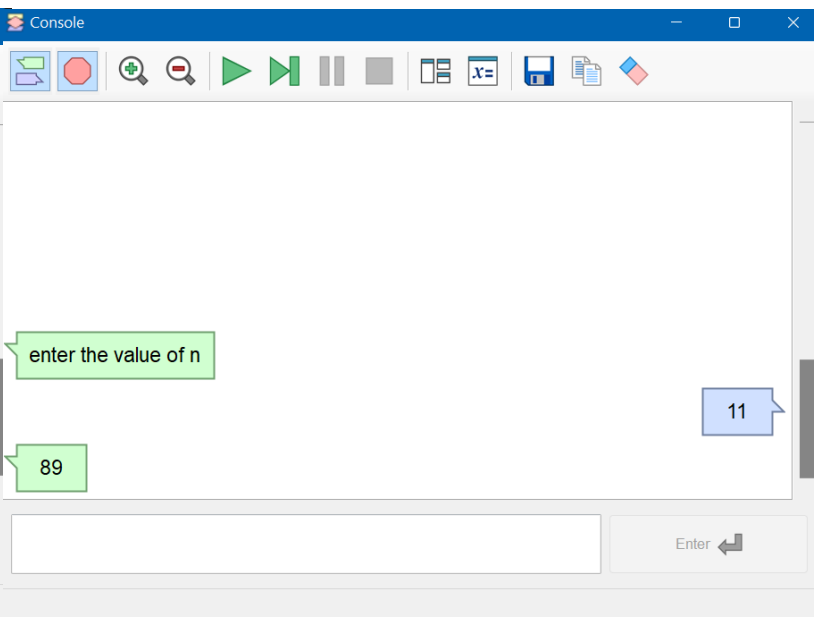 Console
x=
enter the value of n
11
89
Enter